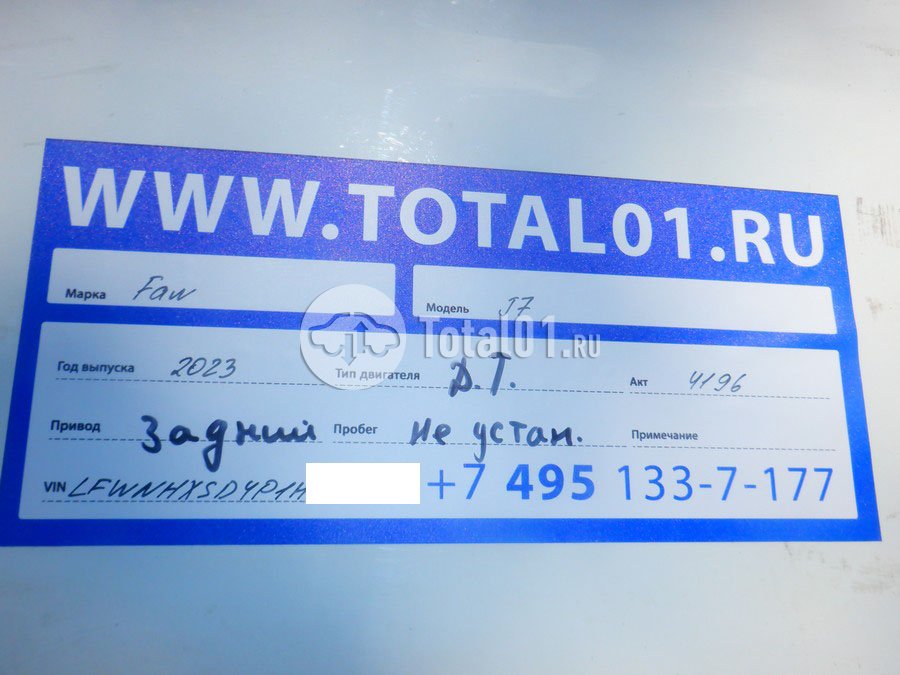 WWW.TOTAL01.RU
Марка Faw Модель J7
Total01.RU
Год выпуска 2023 Тип двигателя Д.Т. Акт 4196
Привод Задний Пробег Не устан. Примечание
VIN LFWNHXSD4P1H +7 495 133-7-177